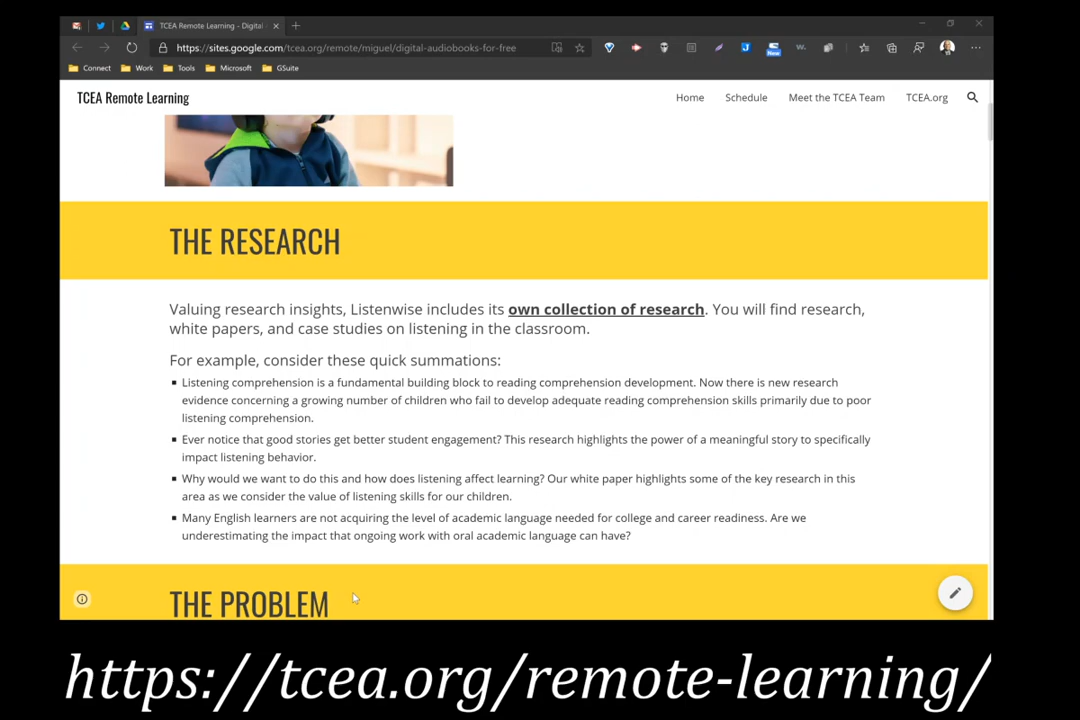 TCEA Remote Learning - Digital
https://sites.google.com/tcea.org/remote/miguel/digital-audiobooks-for-free
New
Connect Work Tools Microsoft GSuite
TCEA Remote Learning Home Schedule Meet the TCEA Team TCEA.org
THE RESEARCH
Valuing research insights, Listenwise includes its own collection of research. You will find research,
white papers, and case studies on listening in the classroom.
For example, consider these quick summations:
▪ Listening comprehension is a fundamental building block to reading comprehension development. Now there is new research
evidence concerning a growing number of children who fail to develop adequate reading comprehension skills primarily due to poor
listening comprehension.
▪ Ever notice that good stories get better student engagement? This research highlights the power of a meaningful story to specifically
impact listening behavior.
▪ Why would we want to do this and how does listening affect learning? Our white paper highlights some of the key research in this
area as we consider the value of listening skills for our children.
▪ Many English learners are not acquiring the level of academic language needed for college and career readiness. Are we
underestimating the impact that ongoing work with oral academic language can have?
THE PROBLEM
https://tcea.org/remote-learning/